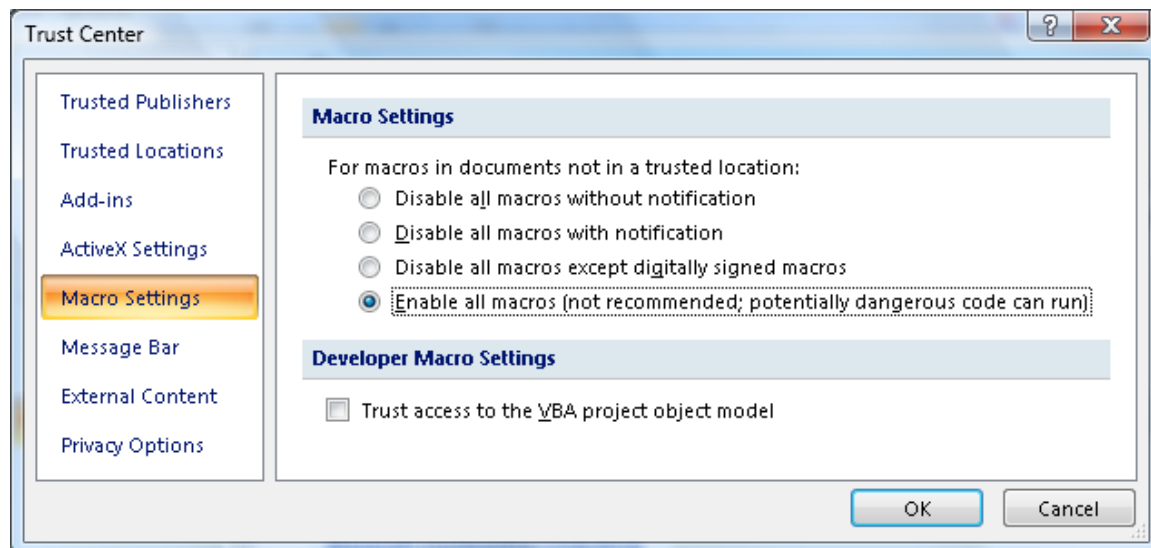 Trust Center
Trusted Publishers
Trusted Locations
Add-ins
ActiveX Settings
Macro Settings
Message Bar
External Content
Privacy Options
Macro Settings
For macros in documents not in a trusted location:
Disable all macros without notification
Disable all macros with notification
Disable all macros except digitally signed macros
Enable all macros (not recommended; potentially dangerous code can run)
Developer Macro Settings
Trust access to the VBA project object model
OK
Cancel